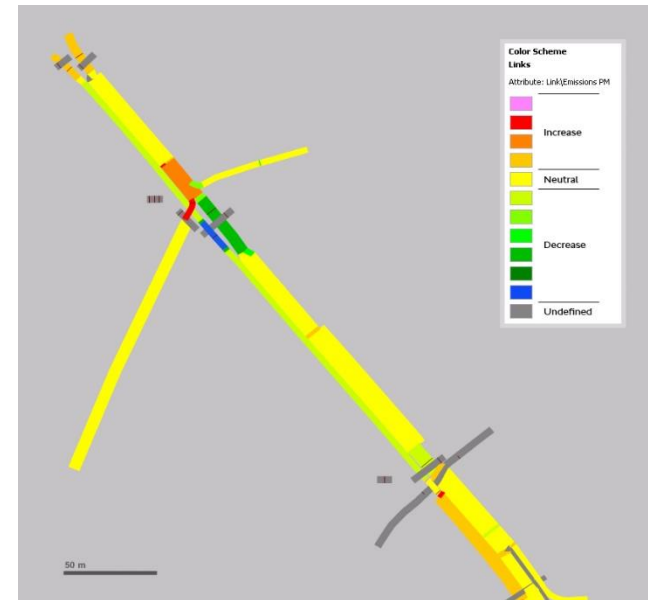 Color Scheme
Links
Attribute: Link\Emissions PM
Increase
Neutral
Decrease
Undefined
50 m